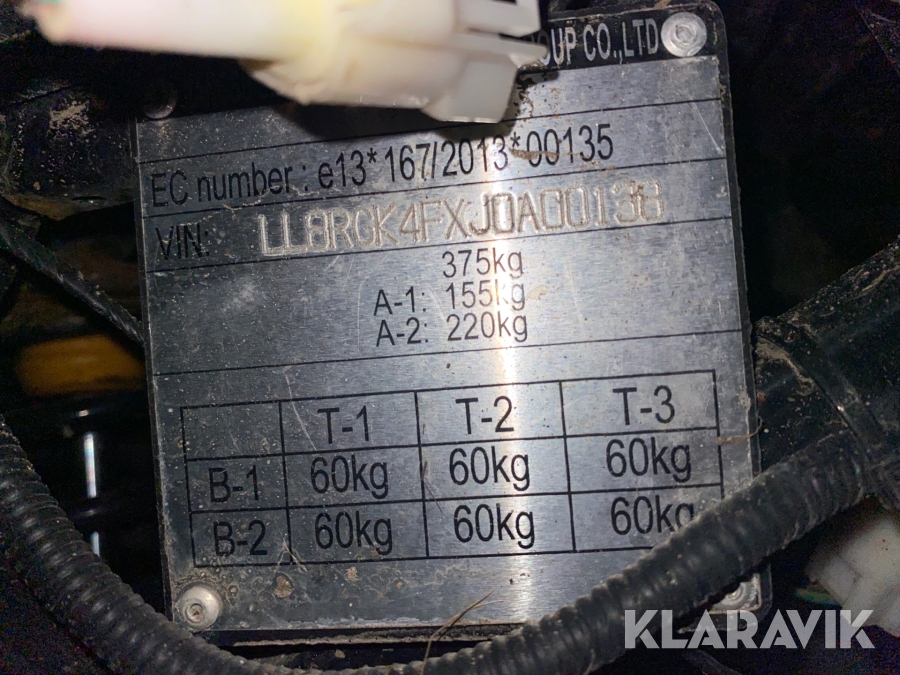 OUP CO.,LTD
EC number : e13*167/2013*00135
VIN: LL8RGK4FXJ0A00138
375kg
A-1: 155kg
A-2: 220kg
T-1 T-2 T-3
B-1 60kg 60kg 60kg
B-2 60kg 60kg 60kg
KLARAVIK